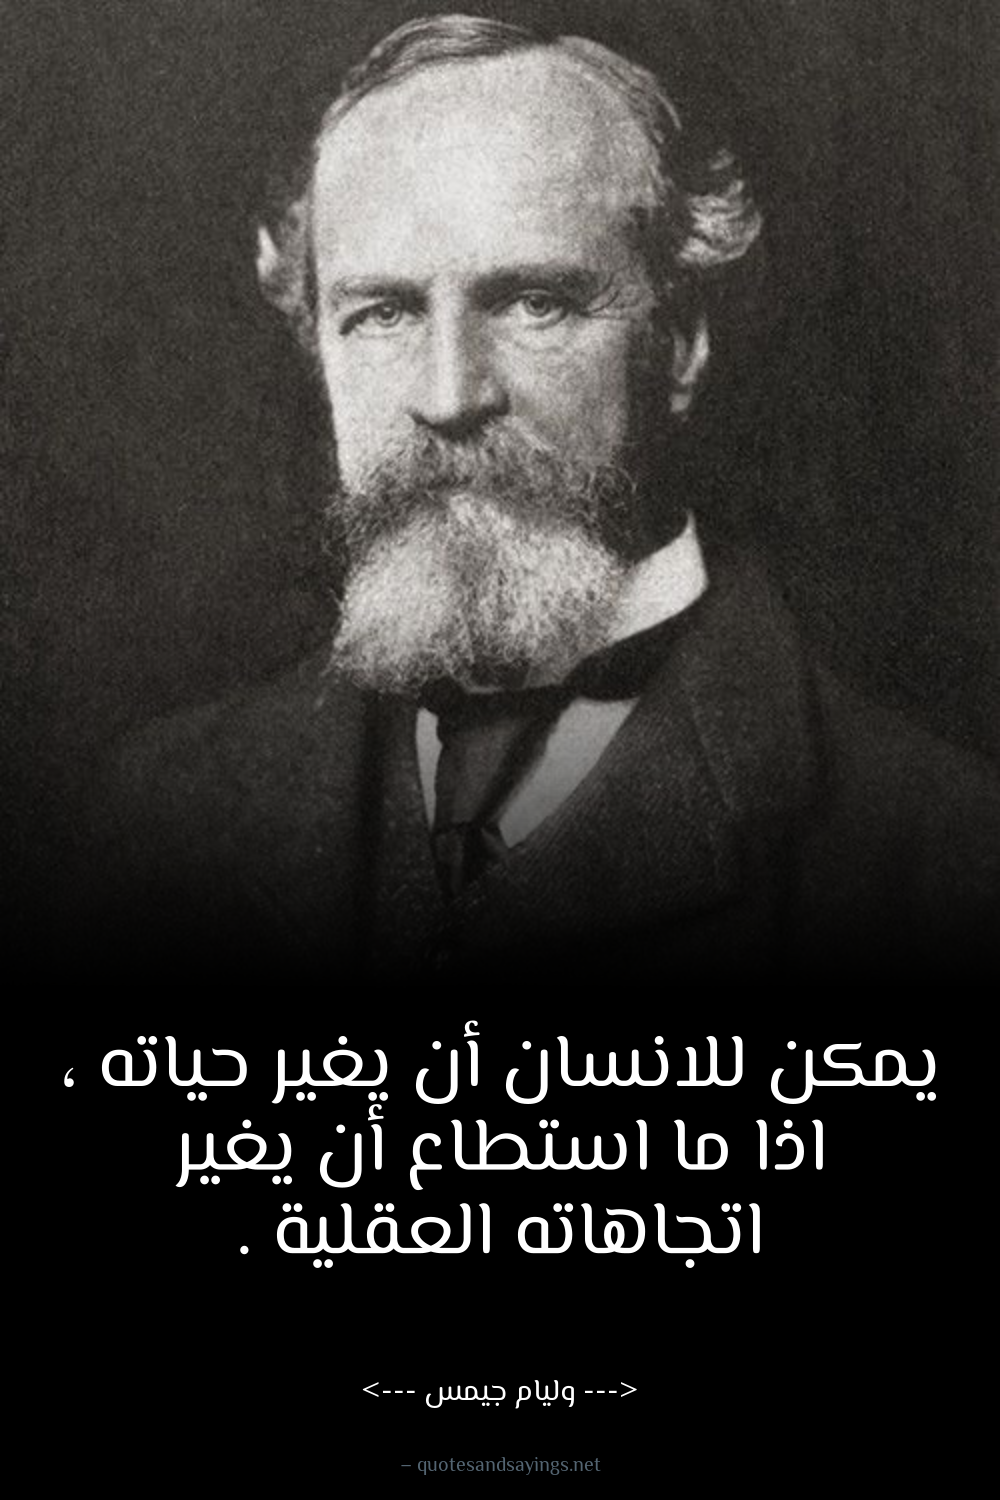 يمكن للانسان أن يغير حياته ،
اذا ما استطاع أن يغير
اتجاهاته العقلية .
<--- وليام جيمس --->
– quotesandsayings.net